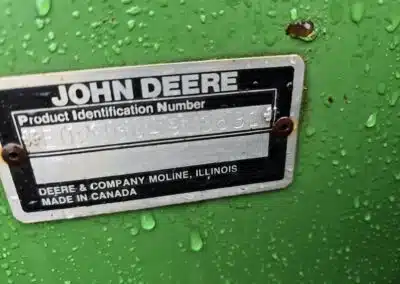 JOHN DEERE
Product Identification Number
DEERE & COMPANY MOLINE, ILLINOIS
MADE IN CANADA